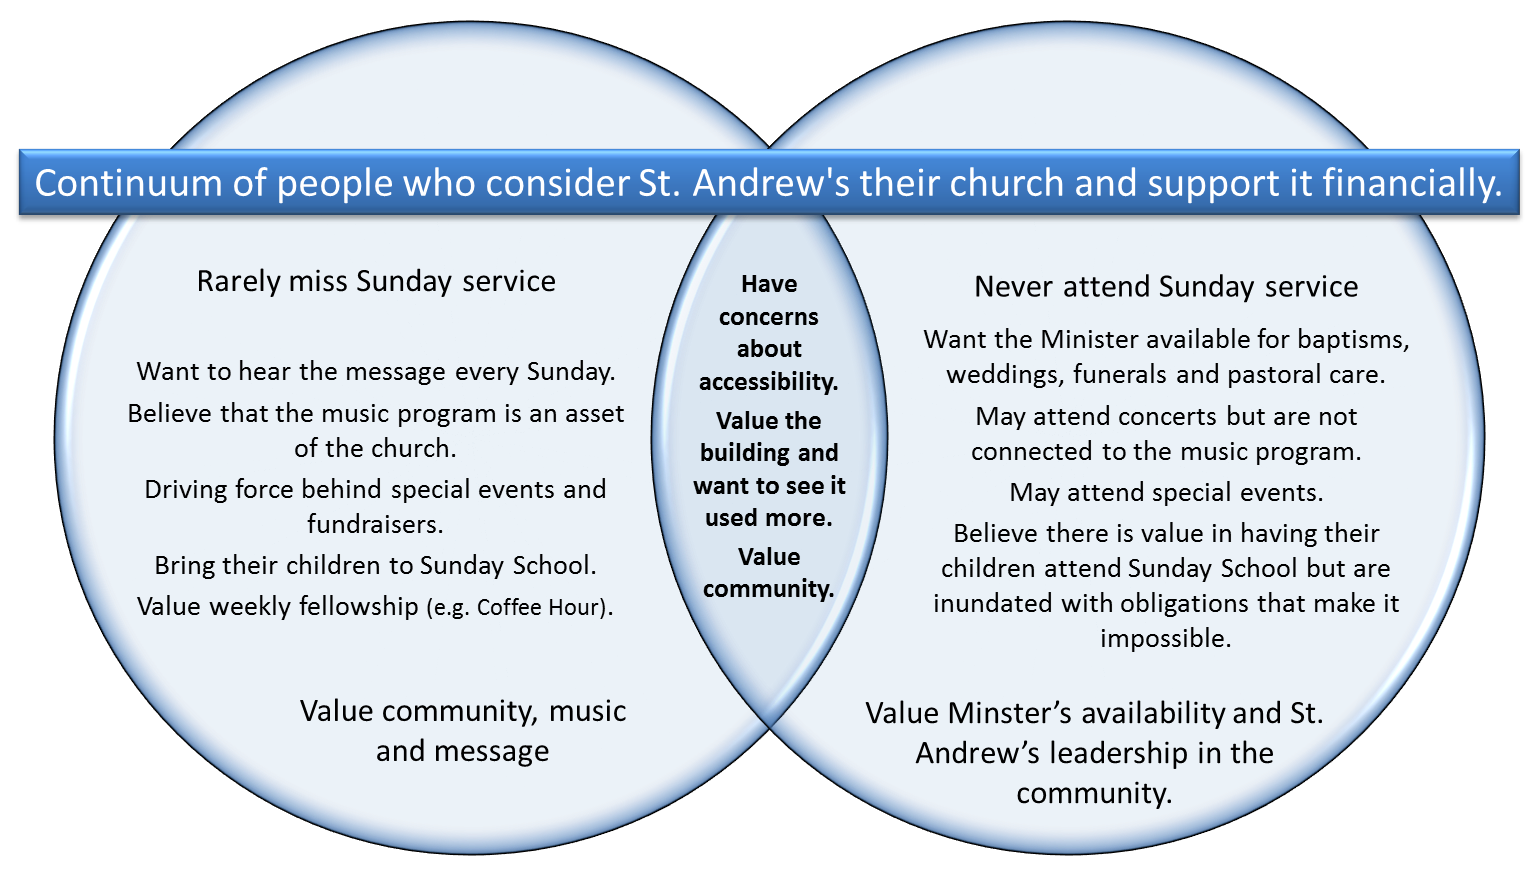 Continuum of people who consider St. Andrew's their church and support it financially.
Rarely miss Sunday service
Want to hear the message every Sunday.
Believe that the music program is an asset
of the church.
Driving force behind special events and
fundraisers.
Bring their children to Sunday School.
Value weekly fellowship (e.g. Coffee Hour).
Value community, music
and message
Have
concerns
about
accessibility.
Value the
building and
want to see it
used more.
Value
community.
Never attend Sunday service
Want the Minister available for baptisms,
weddings, funerals and pastoral care.
May attend concerts but are not
connected to the music program.
May attend special events.
Believe there is value in having their
children attend Sunday School but are
inundated with obligations that make it
impossible.
Value Minster’s availability and St.
Andrew’s leadership in the
community.